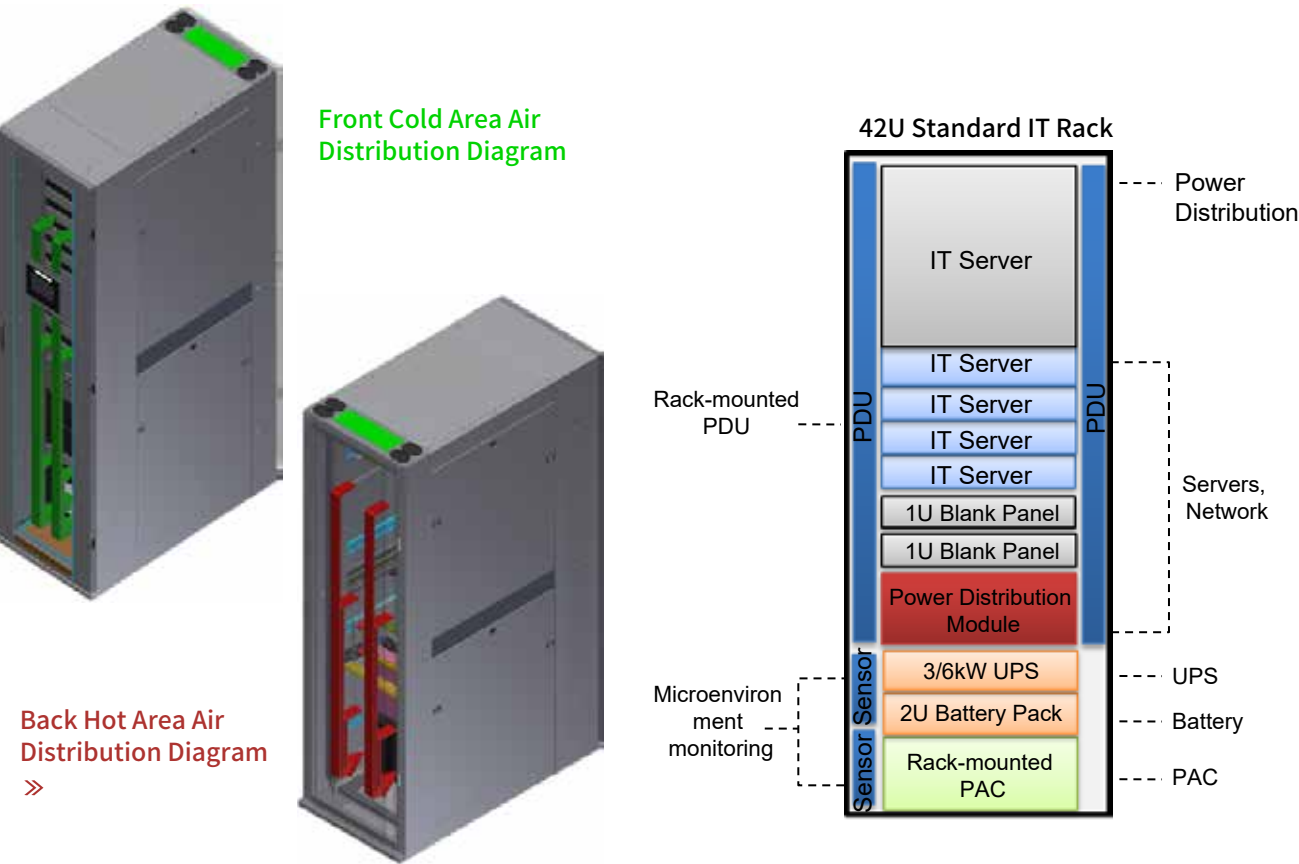 Front Cold Area Air
Distribution Diagram
Back Hot Area Air
Distribution Diagram
»
42U Standard IT Rack
IT Server
IT Server
IT Server
IT Server
IT Server
1U Blank Panel
1U Blank Panel
Power Distribution
Module
3/6kW UPS
2U Battery Pack
Rack-mounted
PAC
PDU
PDU
Sensor
Sensor
Rack-mounted
PDU
Microenviron
ment
monitoring
Power
Distribution
Servers,
Network
UPS
Battery
PAC